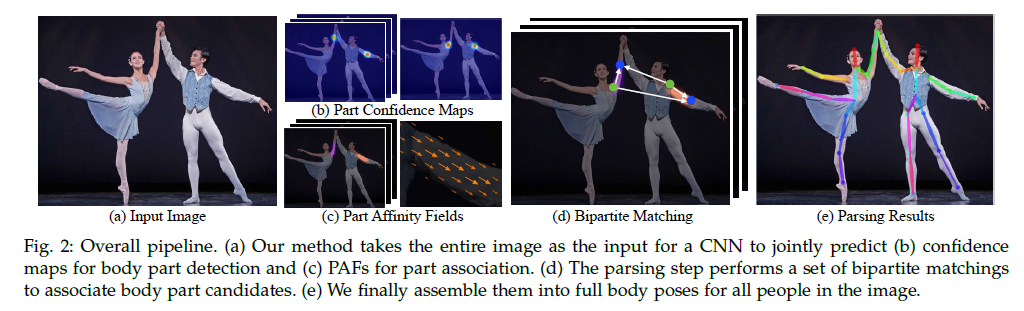 (b) Part Confidence Maps
(a) Input Image
(c) Part Affinity Fields
(d) Bipartite Matching
(e) Parsing Results
Fig. 2: Overall pipeline. (a) Our method takes the entire image as the input for a CNN to jointly predict (b) confidence
maps for body part detection and (c) PAFs for part association. (d) The parsing step performs a set of bipartite matchings
to associate body part candidates. (e) We finally assemble them into full body poses for all people in the image.